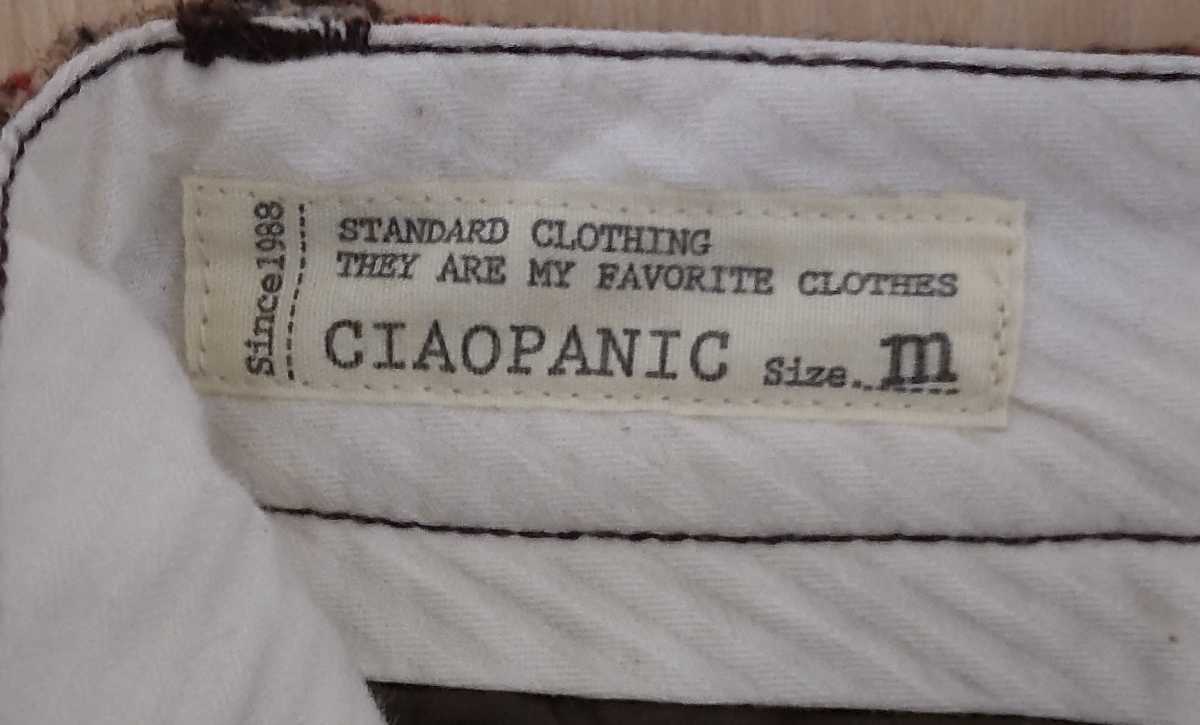 Since1988
STANDARD CLOTHING
THEY ARE MY FAVORITE CLOTHES
CIAOPANIC Size..m